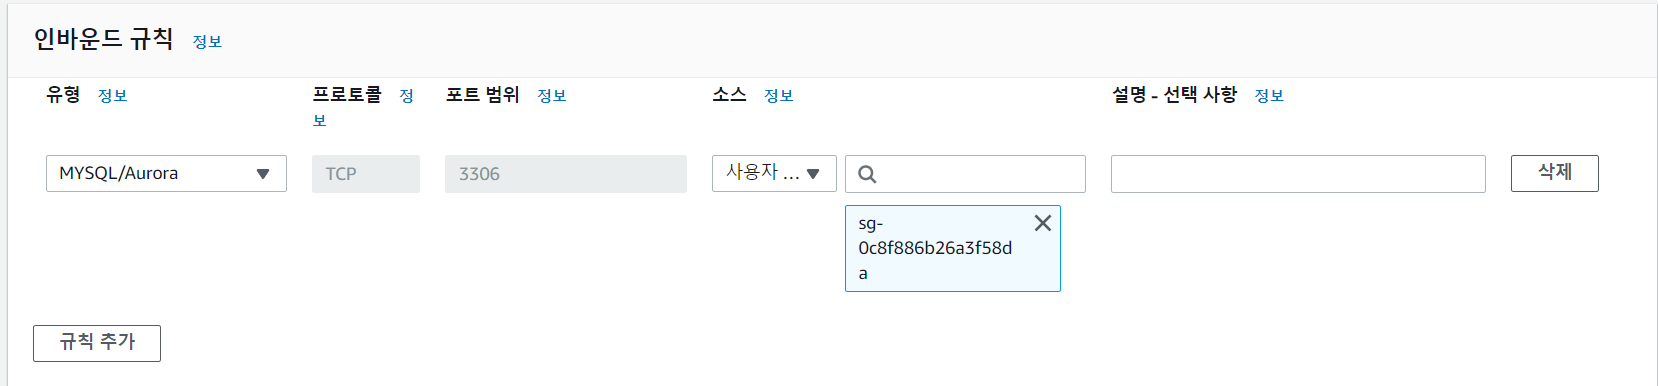 인바운드 규칙 정보
유형 정보 프로토콜 정보 포트 범위 정보 소스 정보 설명 - 선택 사항 정보
MYSQL/Aurora TCP 3306 사용자 ... 삭제
sg-
0c8f886b26a3f58d
a
규칙 추가